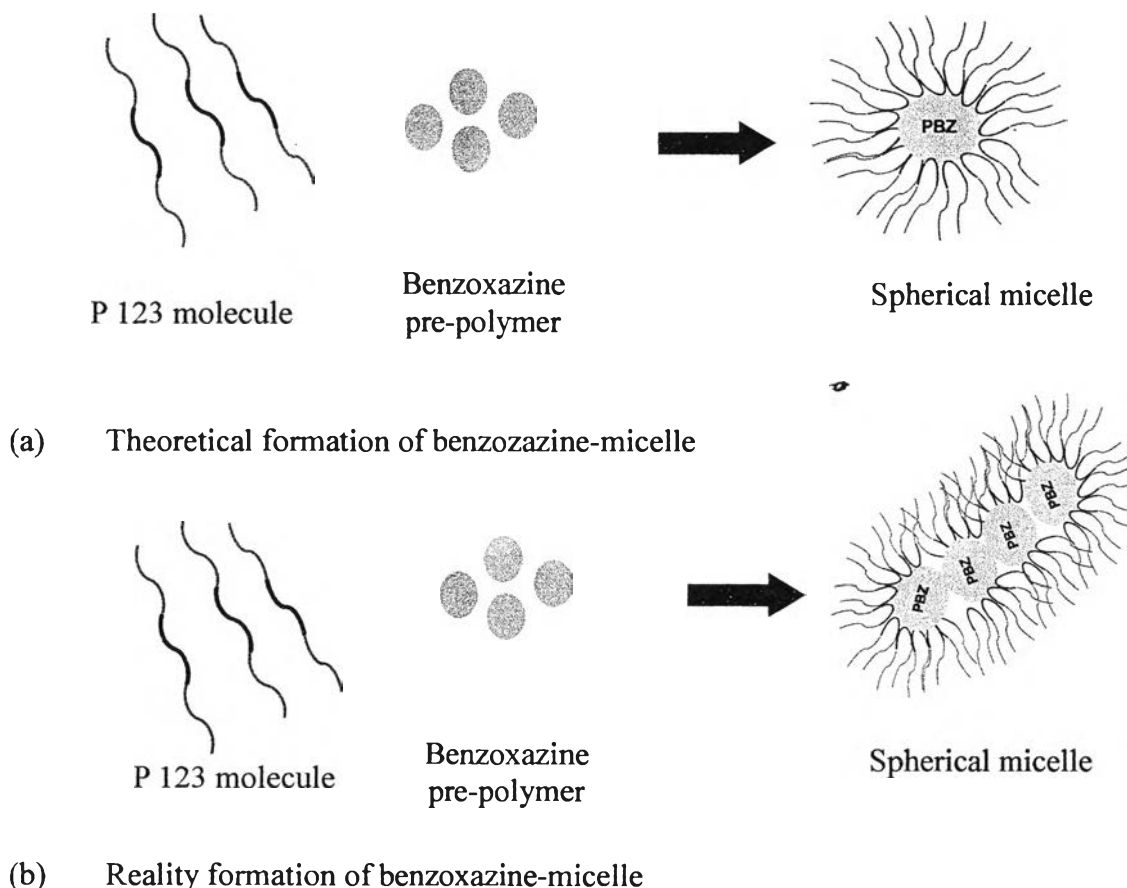 PBZ
P 123 molecule
Benzoxazine
pre-polymer
Spherical micelle
(a) Theoretical formation of benzozazine-micelle
PBZ
PBZ
PBZ
PBZ
P 123 molecule
Benzoxazine
pre-polymer
Spherical micelle
(b) Reality formation of benzoxazine-micelle